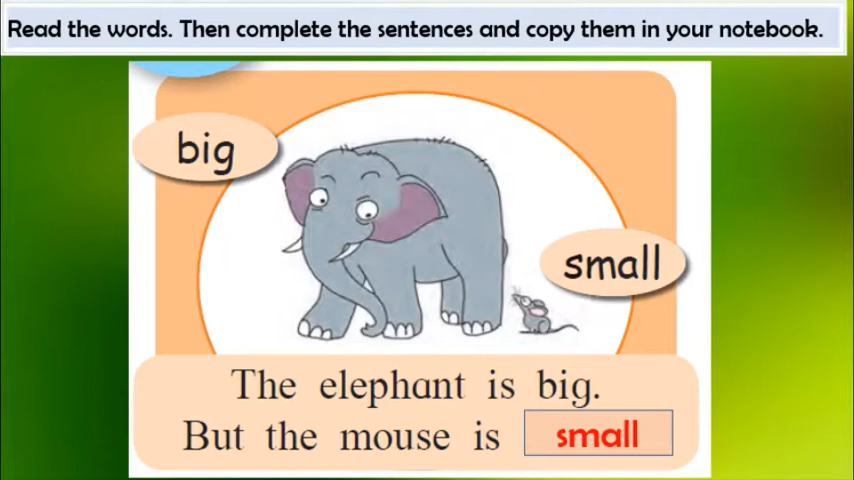 Read the words. Then complete the sentences and copy them in your notebook.
big
small
The elephant is big.
But the mouse is small